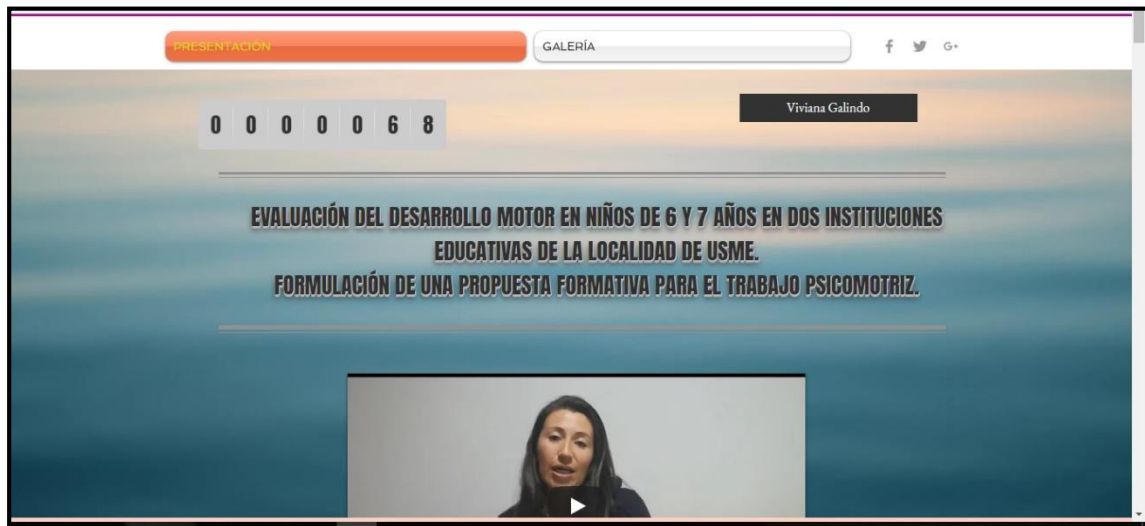 PRESENTACIÓN
GALERÍA
G+
0 0 0 0 0 6 8
Viviana Galindo
EVALUACIÓN DEL DESARROLLO MOTOR EN NIÑOS DE 6 Y 7 AÑOS EN DOS INSTITUCIONES
EDUCATIVAS DE LA LOCALIDAD DE USME.
FORMULACIÓN DE UNA PROPUESTA FORMATIVA PARA EL TRABAJO PSICOMOTRIZ.